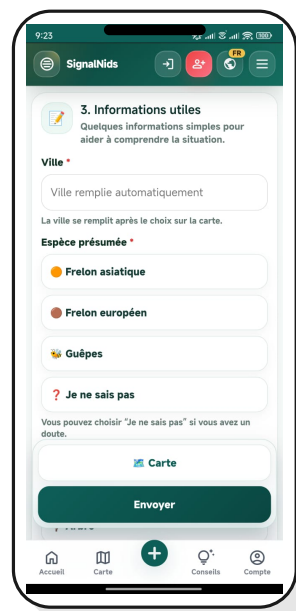 9:23
SignalNids
FR
3. Informations utiles
Quelques informations simples pour
aider à comprendre la situation.
Ville *
Ville remplie automatiquement
La ville se remplit après le choix sur la carte.
Espèce présumée *
Frelon asiatique
Frelon européen
Guêpes
? Je ne sais pas
Vous pouvez choisir "Je ne sais pas" si vous avez un
doute.
Carte
Envoyer
Accueil
Carte
Conseils
Compte